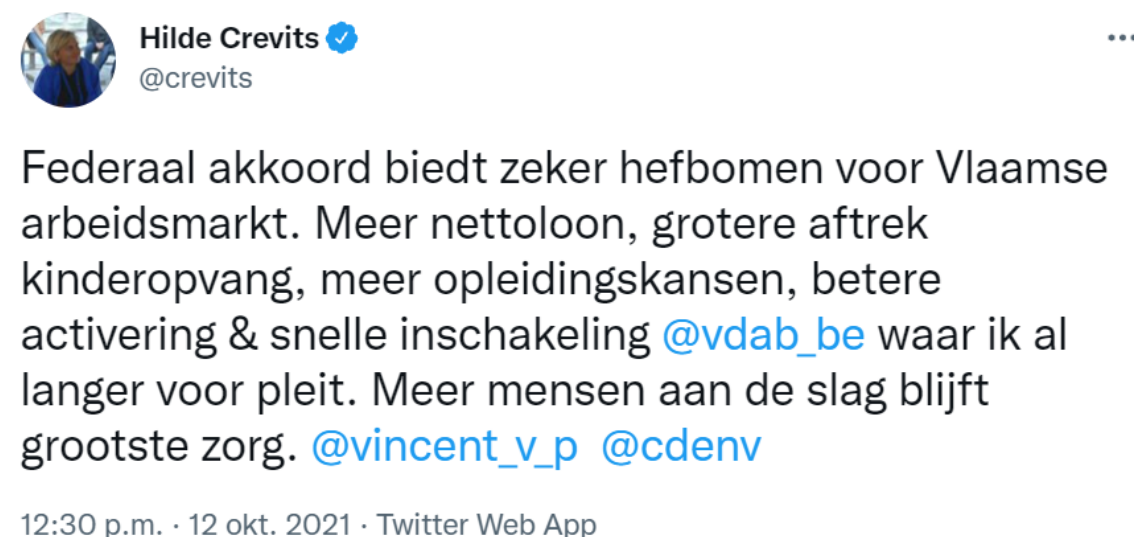 Hilde Crevits
@crevits
Federaal akkoord biedt zeker hefbomen voor Vlaamse
arbeidsmarkt. Meer nettoloon, grotere aftrek
kinderopvang, meer opleidingskansen, betere
activering & snelle inschakeling @vdab_be waar ik al
langer voor pleit. Meer mensen aan de slag blijft
grootste zorg. @vincent_v_p @cdenv
12:30 p.m. · 12 okt. 2021 · Twitter Web App